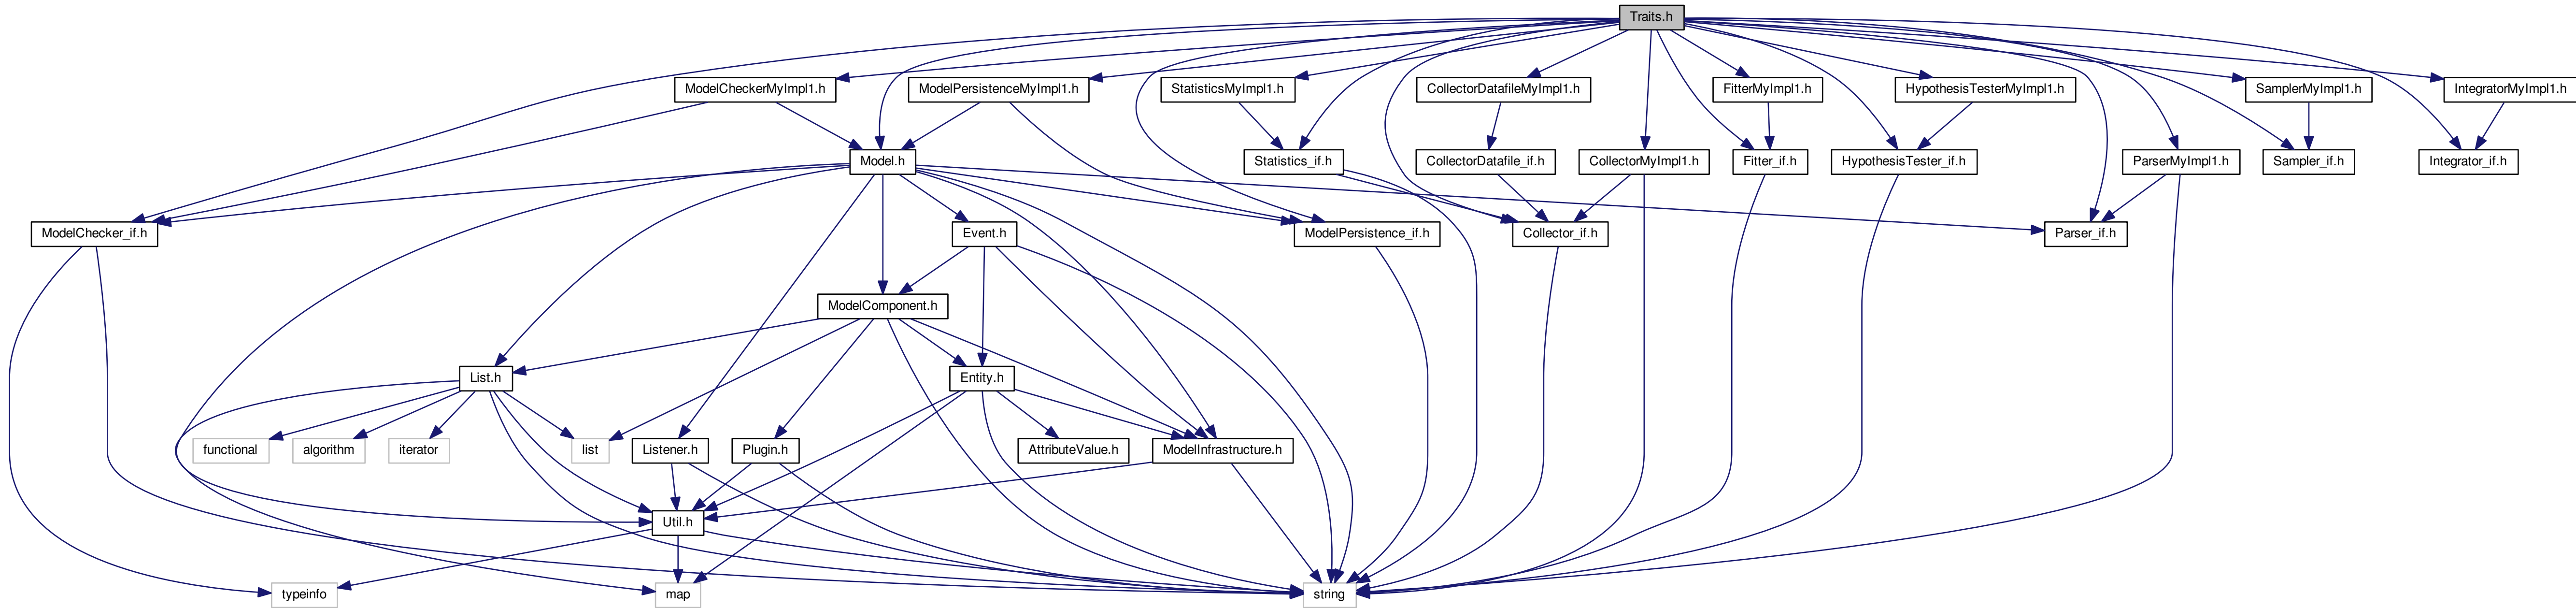 Traits.h
ModelCheckerMyImpl1.h
ModelPersistenceMyImpl1.h
StatisticsMyImpl1.h
CollectorDatafileMyImpl1.h
FitterMyImpl1.h
HypothesisTesterMyImpl1.h
SamplerMyImpl1.h
IntegratorMyImpl1.h
Model.h
Statistics_if.h
CollectorDatafile_if.h
CollectorMyImpl1.h
Fitter_if.h
HypothesisTester_if.h
ParserMyImpl1.h
Sampler_if.h
Integrator_if.h
ModelChecker_if.h
Event.h
ModelPersistence_if.h
Collector_if.h
Parser_if.h
ModelComponent.h
List.h
Entity.h
functional
algorithm
iterator
list
Listener.h
Plugin.h
AttributeValue.h
ModelInfrastructure.h
Util.h
typeinfo
map
string